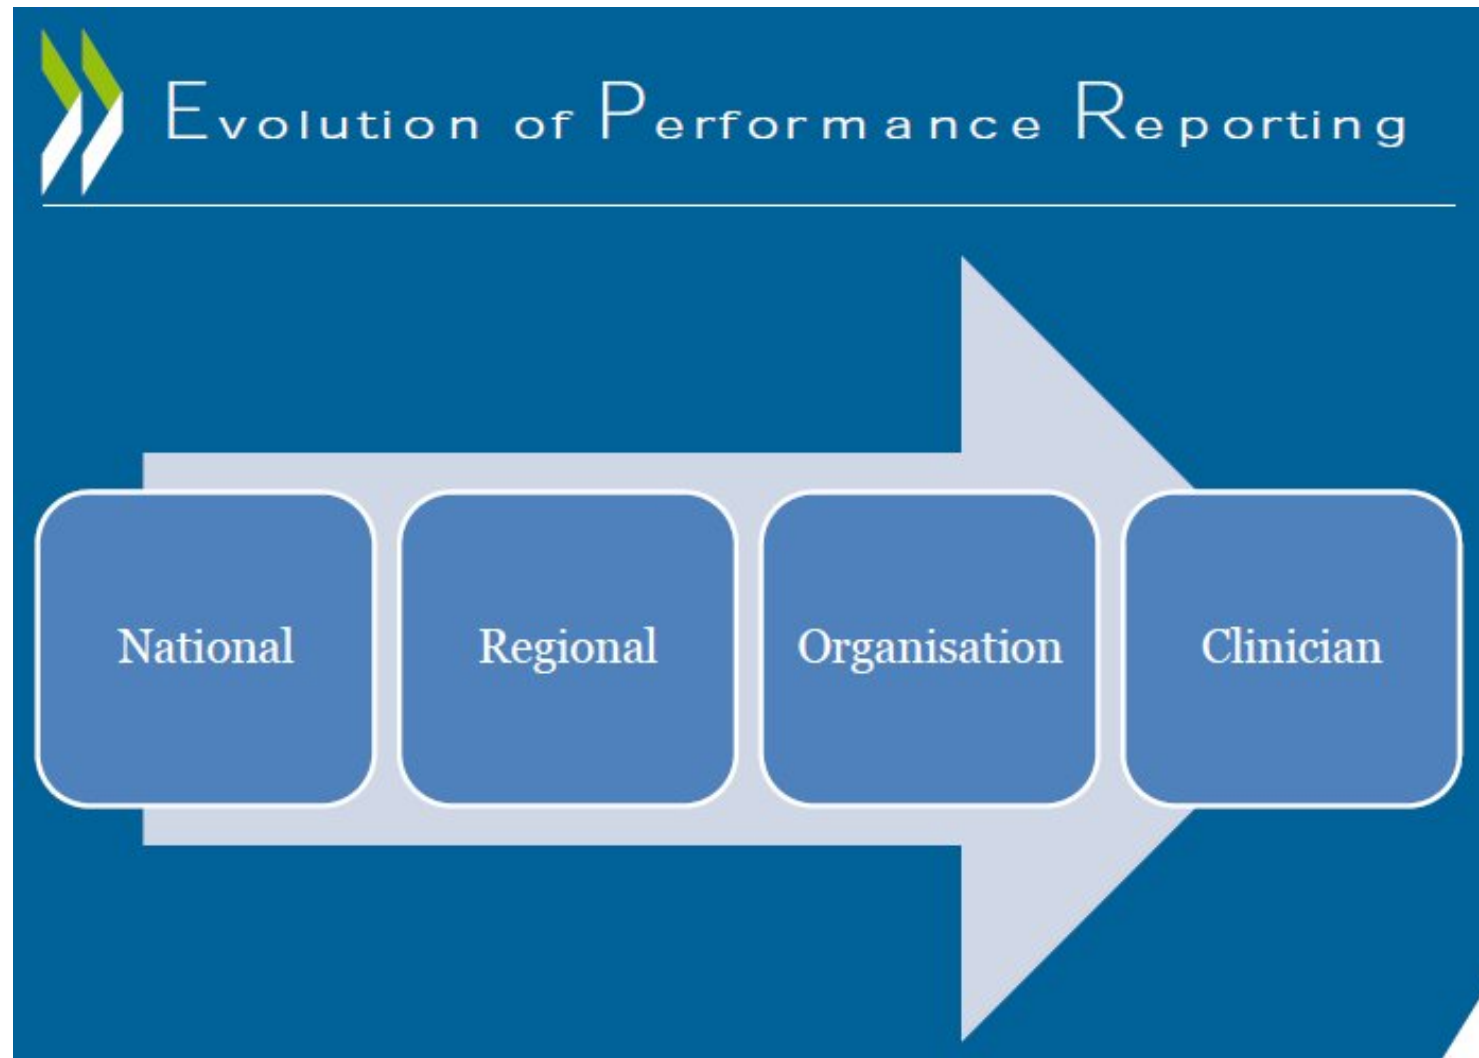 Evolution of Performance Reporting
National
Regional
Organisation
Clinician